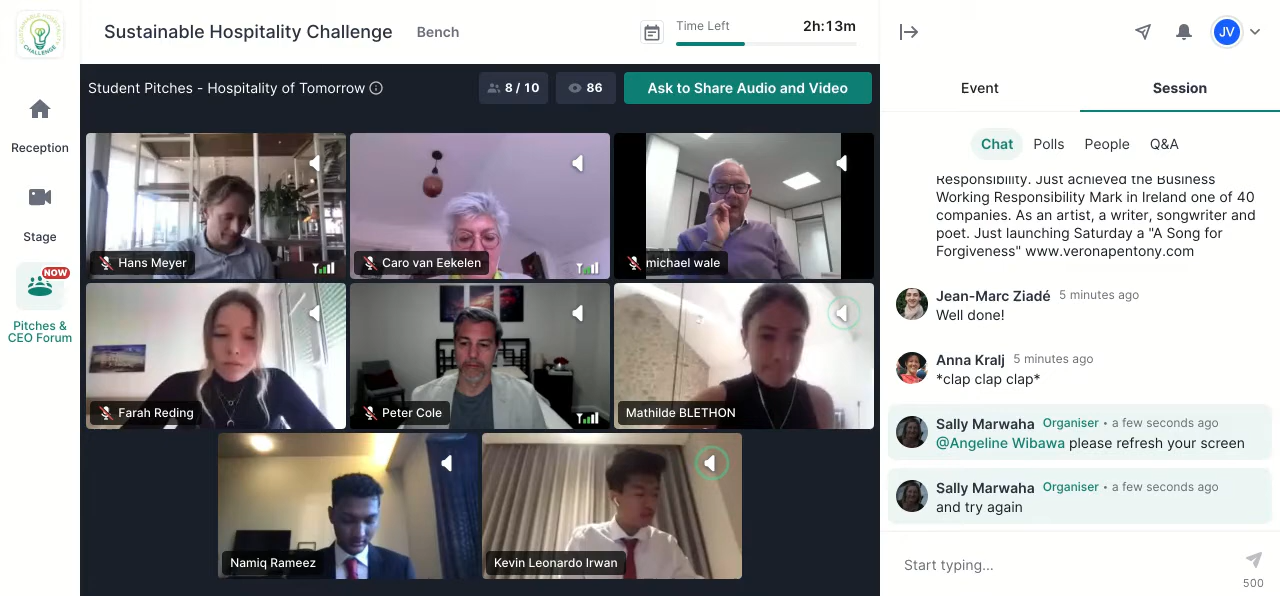 SUSTAINABLE HOSPITALITY
CHALLENGE
Sustainable Hospitality Challenge
Bench
Time Left
2h:13m
JV
Student Pitches - Hospitality of Tomorrow
8 / 10
86
Ask to Share Audio and Video
Event
Session
Reception
Stage
NOW
Pitches &
CEO Forum
Chat
Polls
People
Q&A
Hans Meyer
Caro van Eekelen
michael wale
Farah Reding
Peter Cole
Mathilde BLETHON
Namiq Rameez
Kevin Leonardo Irwan
Responsibility. Just achieved the Business
Working Responsibility Mark in Ireland one of 40
companies. As an artist, a writer, songwriter and
poet. Just launching Saturday a "A Song for
Forgiveness" www.veronapentony.com
Jean-Marc Ziadé 5 minutes ago
Well done!
Anna Kralj 5 minutes ago
*clap clap clap*
Sally Marwaha Organiser • a few seconds ago
@Angeline Wibawa please refresh your screen
Sally Marwaha Organiser • a few seconds ago
and try again
Start typing...
500